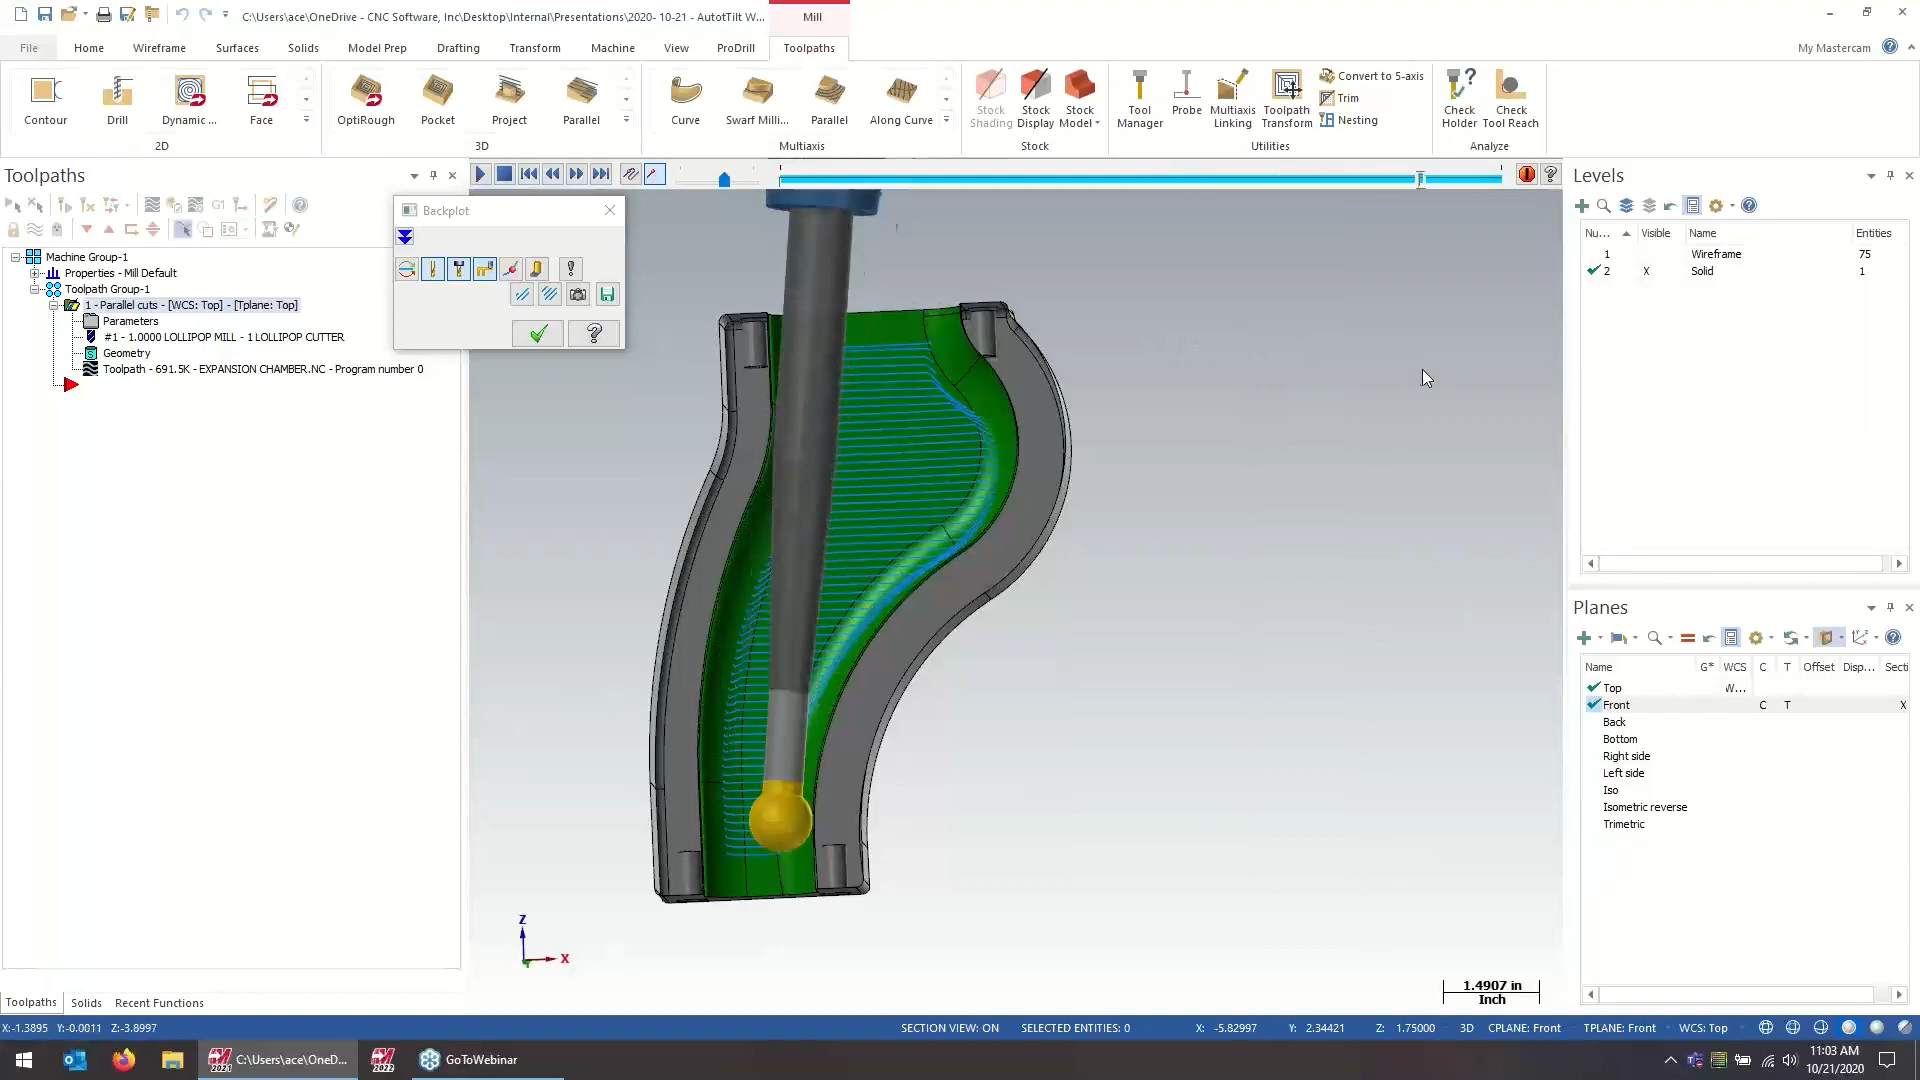 C:\Users\ace\OneDrive - CNC Software, Inc\Desktop\Internal\Presentations\2020- 10-21 - AutotTilt W...
Mill
File
Home
Wireframe
Surfaces
Solids
Model Prep
Drafting
Transform
Machine
View
ProDrill
Toolpaths
My Mastercam
Contour
Drill
Dynamic ...
Face
OptiRough
Pocket
Project
Parallel
Curve
Swarf Milli...
Parallel
Along Curve
Stock Shading
Stock Display
Stock Model
Tool Manager
Probe
Multiaxis Linking
Toolpath Transform
Convert to 5-axis
Trim
Nesting
Check Holder
Check Tool Reach
2D
3D
Multiaxis
Stock
Utilities
Analyze
Toolpaths
G1
Machine Group-1
Properties - Mill Default
Toolpath Group-1
1 - Parallel cuts - [WCS: Top] - [Tplane: Top]
Parameters
#1 - 1.0000 LOLLIPOP MILL - 1 LOLLIPOP CUTTER
Geometry
Toolpath - 691.5K - EXPANSION CHAMBER.NC - Program number 0
Backplot
Z
X
1.4907 in
Inch
Levels
Nu...
Visible
Name
Entities
1
Wireframe
75
2
X
Solid
1
Planes
Name
G*
WCS
C
T
Offset
Disp...
Secti
Top
W...
Front
C
T
X
Back
Bottom
Right side
Left side
Iso
Isometric reverse
Trimetric
Toolpaths
Solids
Recent Functions
X:-1.3895 Y:-0.0011 Z:-3.8997
SECTION VIEW: ON
SELECTED ENTITIES: 0
X: -5.82997
Y: 2.34421
Z: 1.75000
3D
CPLANE: Front
TPLANE: Front
WCS: Top
2021
C:\Users\ace\OneD...
2022
GoToWebinar
11:03 AM
10/21/2020